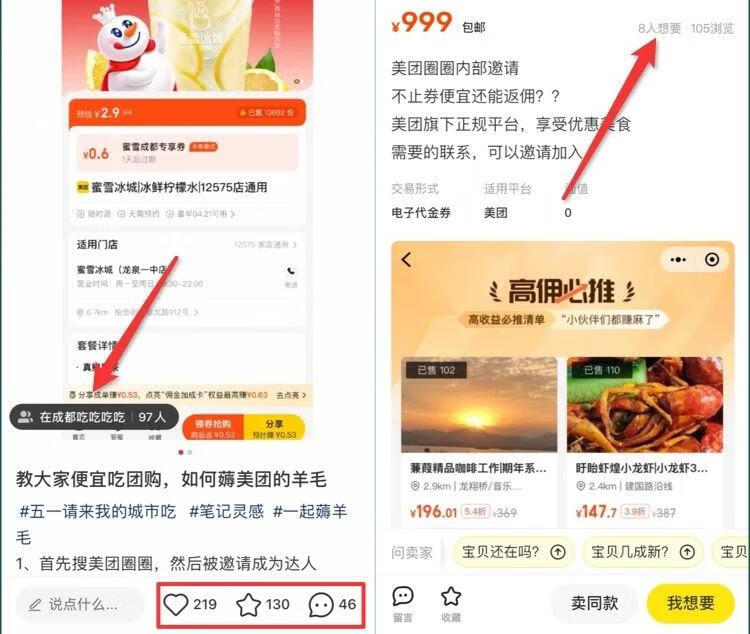 蜜雪冰城
预估 ¥2.9
已售 13692 份
¥0.6
蜜雪成都专享券
1天后过期
蜜雪冰城|冰鲜柠檬水|12575店通用
随时退
无需预约
最早04.21可用 >
适用门店
12575 家店通用 >
蜜雪冰城（龙泉一中店
营业时间：周一至周日
30-22:00
电话
6.7km
龙路912号 >
套餐详情
分享成单赚¥0.53，点亮“佣金加成卡”权益最高赚¥0.63
去点亮 >
在成都吃吃吃吃 | 97人
首页
客服
收藏
领券抢购
购后返 ¥0.53
分享
预计赚 ¥0.53
教大家便宜吃团购，如何薅美团的羊毛
#五一请来我的城市吃 #笔记灵感 #一起薅羊
毛
1、首先搜美团圈圈，然后被邀请成为达人
说点什么...
219
130
46
¥999 包邮
8人想要
105浏览
美团圈圈内部邀请
不止券便宜还能返佣？？
美团旗下正规平台，享受优惠美食
需要的联系，可以邀请加入
交易形式
适用平台
面值
电子代金券
美团
0
高佣必推
高收益必推清单
“小伙伴们都赚麻了”
已售 102
已售 110
蒹葭精品咖啡工作|期年系...
盱眙虾煌小龙虾|小龙虾3...
2.9km | 龙翔桥/音乐...
2.4km | 建国路沿线
¥196.01 5.4折 ¥369
¥147.7 3.9折 ¥387
问卖家
宝贝还在吗？
宝贝几成新？
宝
留言
收藏
卖同款
我想要